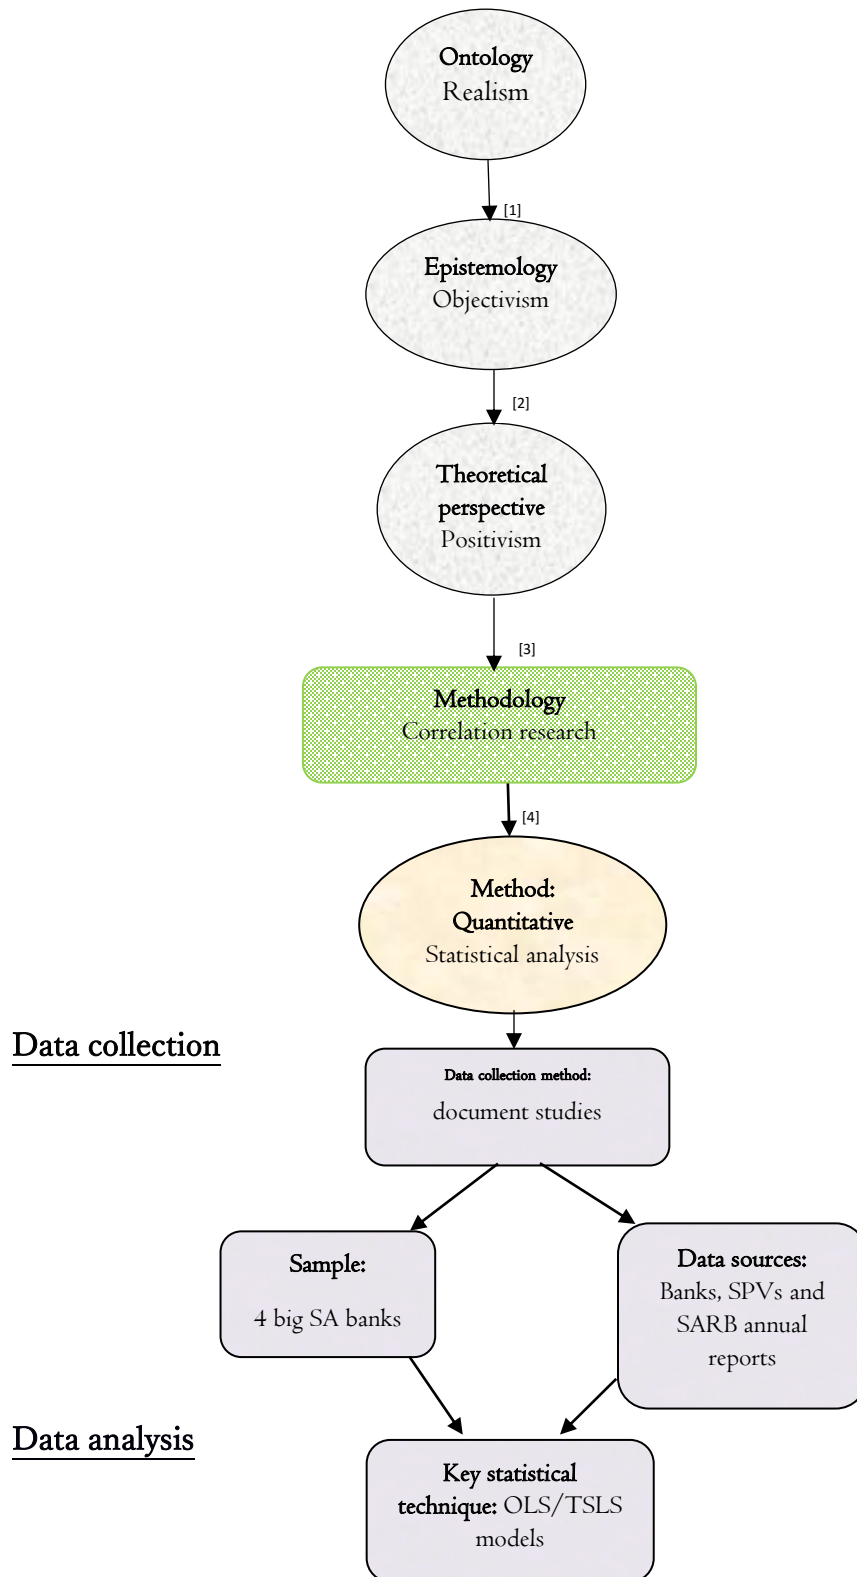 Ontology
Realism
[1]
Epistemology
Objectivism
[2]
Theoretical
perspective
Positivism
[3]
Methodology
Correlation research
[4]
Method:
Quantitative
Statistical analysis
Data collection
Data collection method:
document studies
Sample:
4 big SA banks
Data sources:
Banks, SPVs and
SARB annual
reports
Data analysis
Key statistical
technique: OLS/TSLS
models